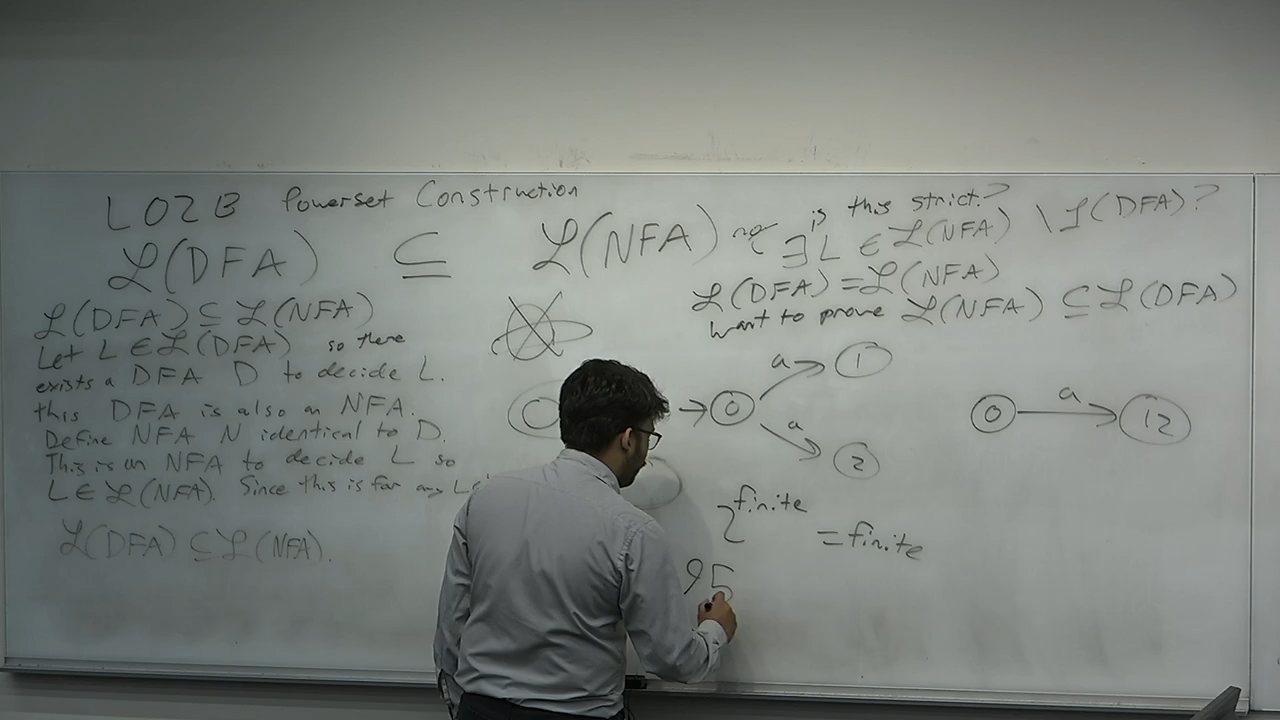 L02B Powerset Construction
ℒ(DFA) ⊆ ℒ(NFA)
is this strict?
∃L ∈ ℒ(NFA) \ ℒ(DFA)?
ℒ(DFA) = ℒ(NFA)
want to prove ℒ(NFA) ⊆ ℒ(DFA)
ℒ(DFA) ⊆ ℒ(NFA)
Let L ∈ ℒ(DFA) so there
exists a DFA D to decide L.
this DFA is also an NFA.
Define NFA N identical to D.
This is an NFA to decide L so
L ∈ ℒ(NFA). Since this is for any L
ℒ(DFA) ⊆ ℒ(NFA).
0 a 1
a 2
0 a 12
2^finite = finite
95